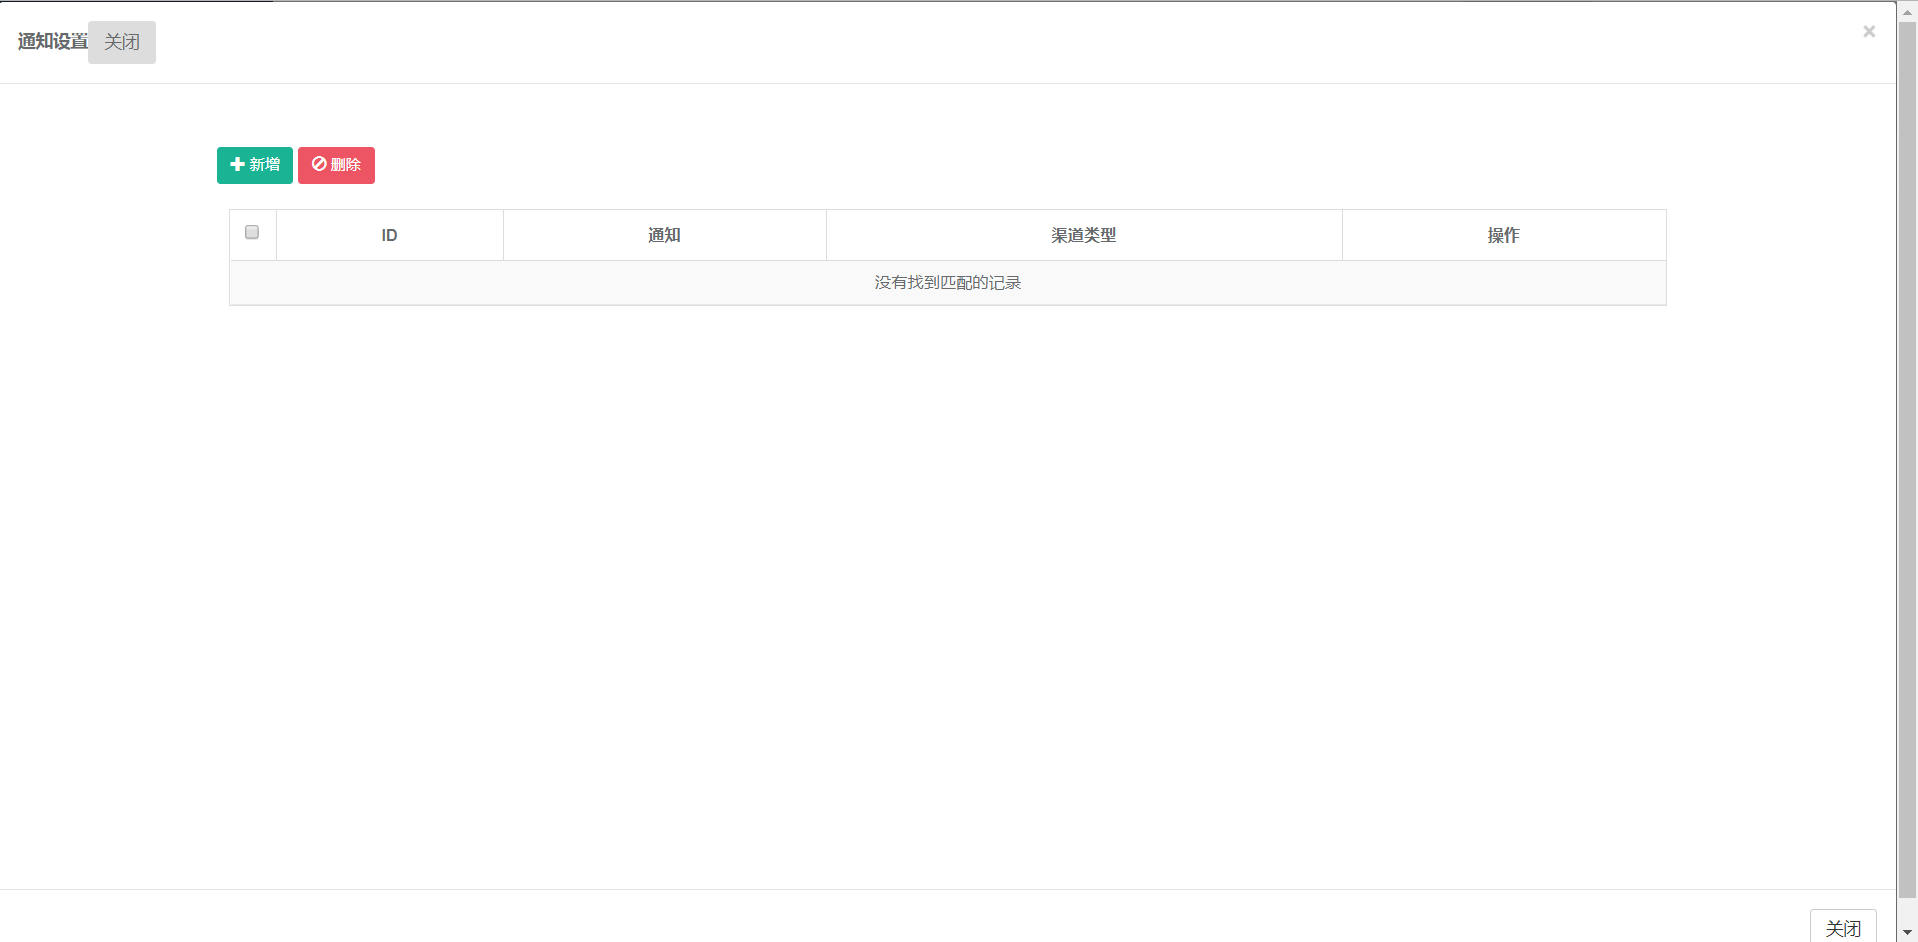 通知设置 关闭 ×
新增 删除
ID 通知 渠道类型 操作
没有找到匹配的记录
关闭